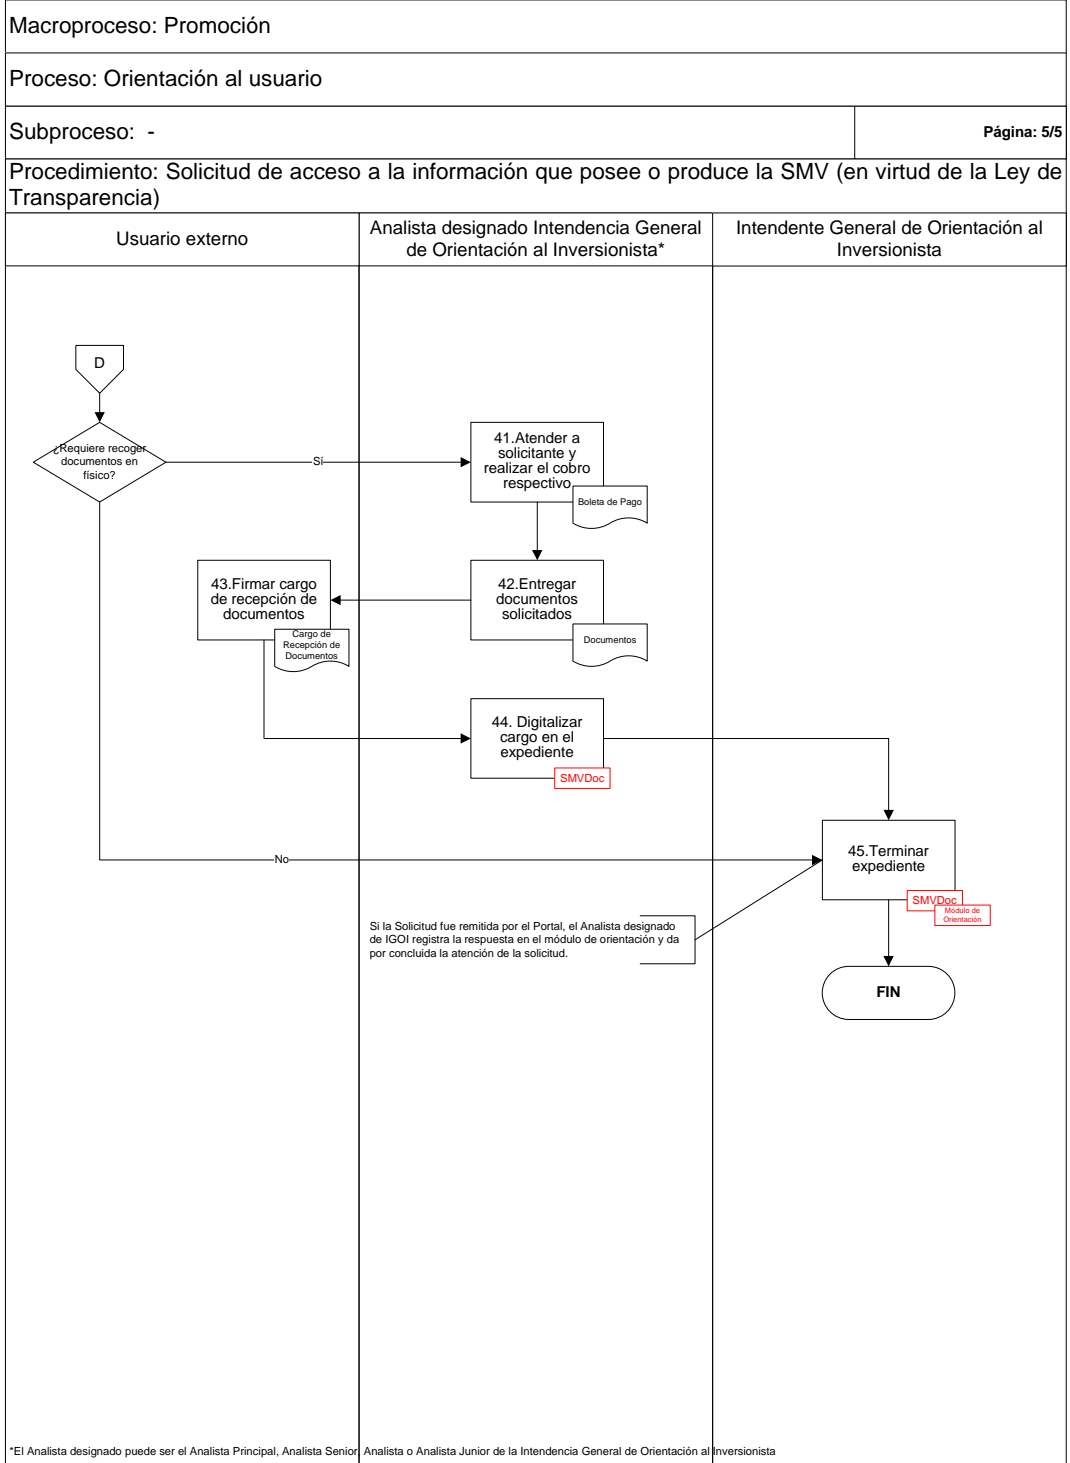 Macroproceso: Promoción
Proceso: Orientación al usuario
Subproceso: -
Página: 5/5
Procedimiento: Solicitud de acceso a la información que posee o produce la SMV (en virtud de la Ley de
Transparencia)
Usuario externo
Analista designado Intendencia General
de Orientación al Inversionista*
Intendente General de Orientación al
Inversionista
D
¿Requiere recoger
documentos en
físico?
Sí
41.Atender a
solicitante y
realizar el cobro
respectivo
Boleta de Pago
43.Firmar cargo
de recepción de
documentos
Cargo de
Recepción de
Documentos
42.Entregar
documentos
solicitados
Documentos
44. Digitalizar
cargo en el
expediente
SMVDoc
No
45.Terminar
expediente
SMVDoc
Módulo de
Orientación
Si la Solicitud fue remitida por el Portal, el Analista designado
de IGOI registra la respuesta en el módulo de orientación y da
por concluida la atención de la solicitud.
FIN
*El Analista designado puede ser el Analista Principal, Analista Senior, Analista o Analista Junior de la Intendencia General de Orientación al Inversionista